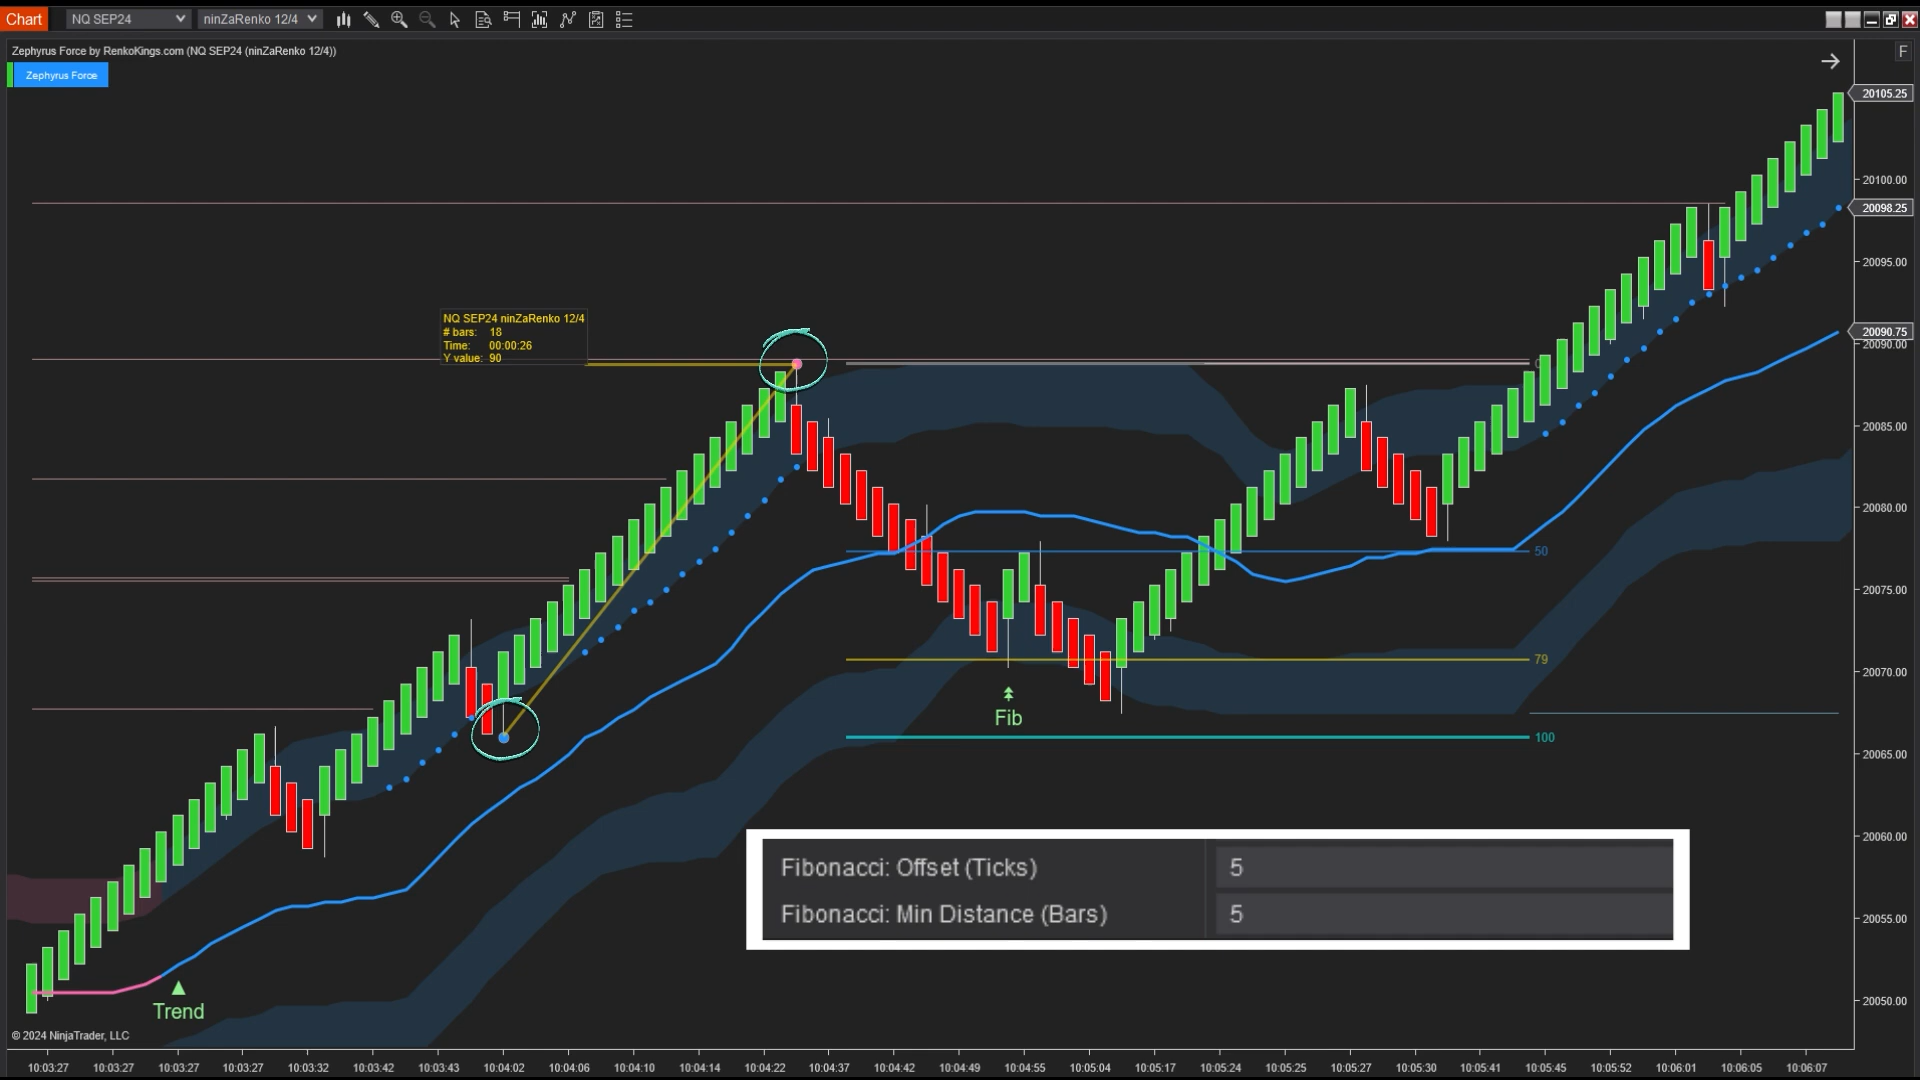 Chart NQ SEP24 ninZaRenko 12/4
Zephyrus Force by RenkoKings.com (NQ SEP24 (ninZaRenko 12/4))
F
Zephyrus Force
20105.25
20100.00
20098.25
20095.00
NQ SEP24 ninZaRenko 12/4
# bars: 18
Time: 00:00:26
Y value: 90
20090.75
20090.00
0
20085.00
20080.00
50
20075.00
79
20070.00
Fib
100
20065.00
20060.00
Fibonacci: Offset (Ticks) 5
Fibonacci: Min Distance (Bars) 5
20055.00
20050.00
Trend
© 2024 NinjaTrader, LLC
10:03:27 10:03:27 10:03:27 10:03:27 10:03:32 10:03:42 10:03:43 10:04:02 10:04:06 10:04:10 10:04:14 10:04:22 10:04:37 10:04:42 10:04:49 10:04:55 10:05:04 10:05:17 10:05:24 10:05:25 10:05:27 10:05:30 10:05:41 10:05:45 10:05:52 10:06:01 10:06:05 10:06:07